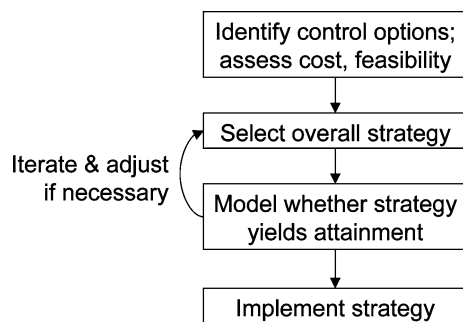 Identify control options;
assess cost, feasibility
Select overall strategy
Iterate & adjust
if necessary
Model whether strategy
yields attainment
Implement strategy